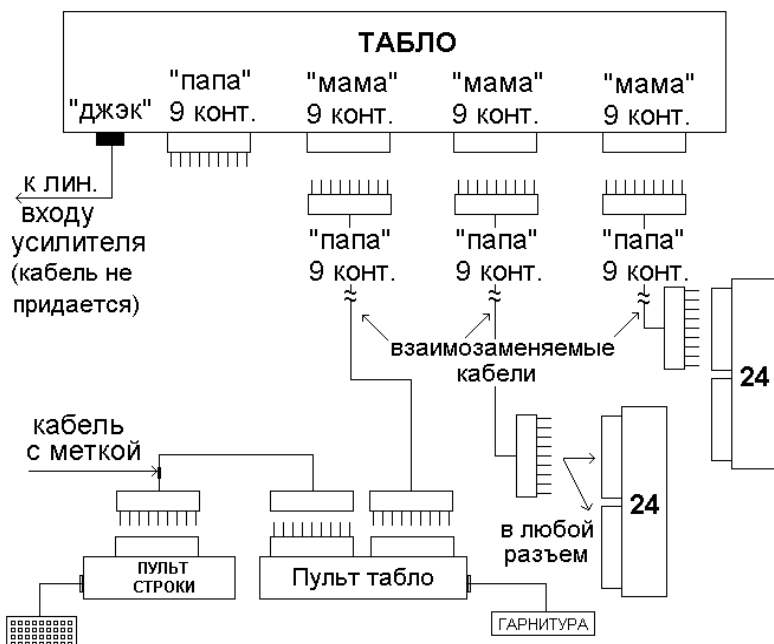 ТАБЛО
"джэк"
"папа"
9 конт.
"мама"
9 конт.
"мама"
9 конт.
"мама"
9 конт.
к лин.
входу
усилителя
(кабель не
придается)
"папа"
9 конт.
"папа"
9 конт.
"папа"
9 конт.
взаимозаменяемые
кабели
24
кабель
с меткой
24
в любой
разъем
ПУЛЬТ
СТРОКИ
Пульт табло
ГАРНИТУРА